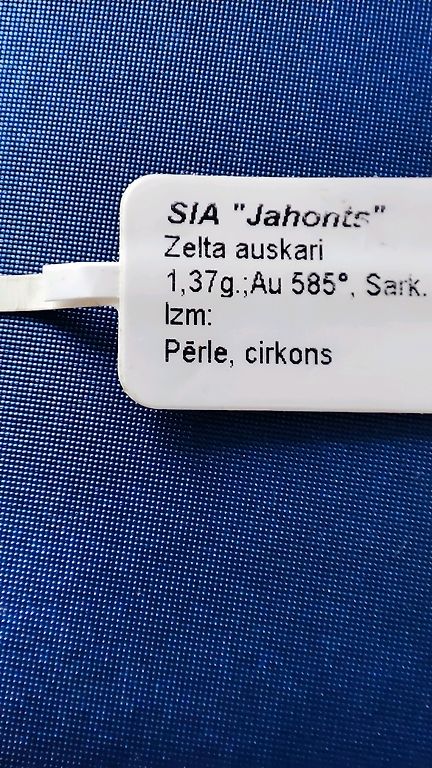 SIA "Jahonts"
Zelta auskari
1,37g.;Au 585°, Sark.
Izm:
Pērle, cirkons